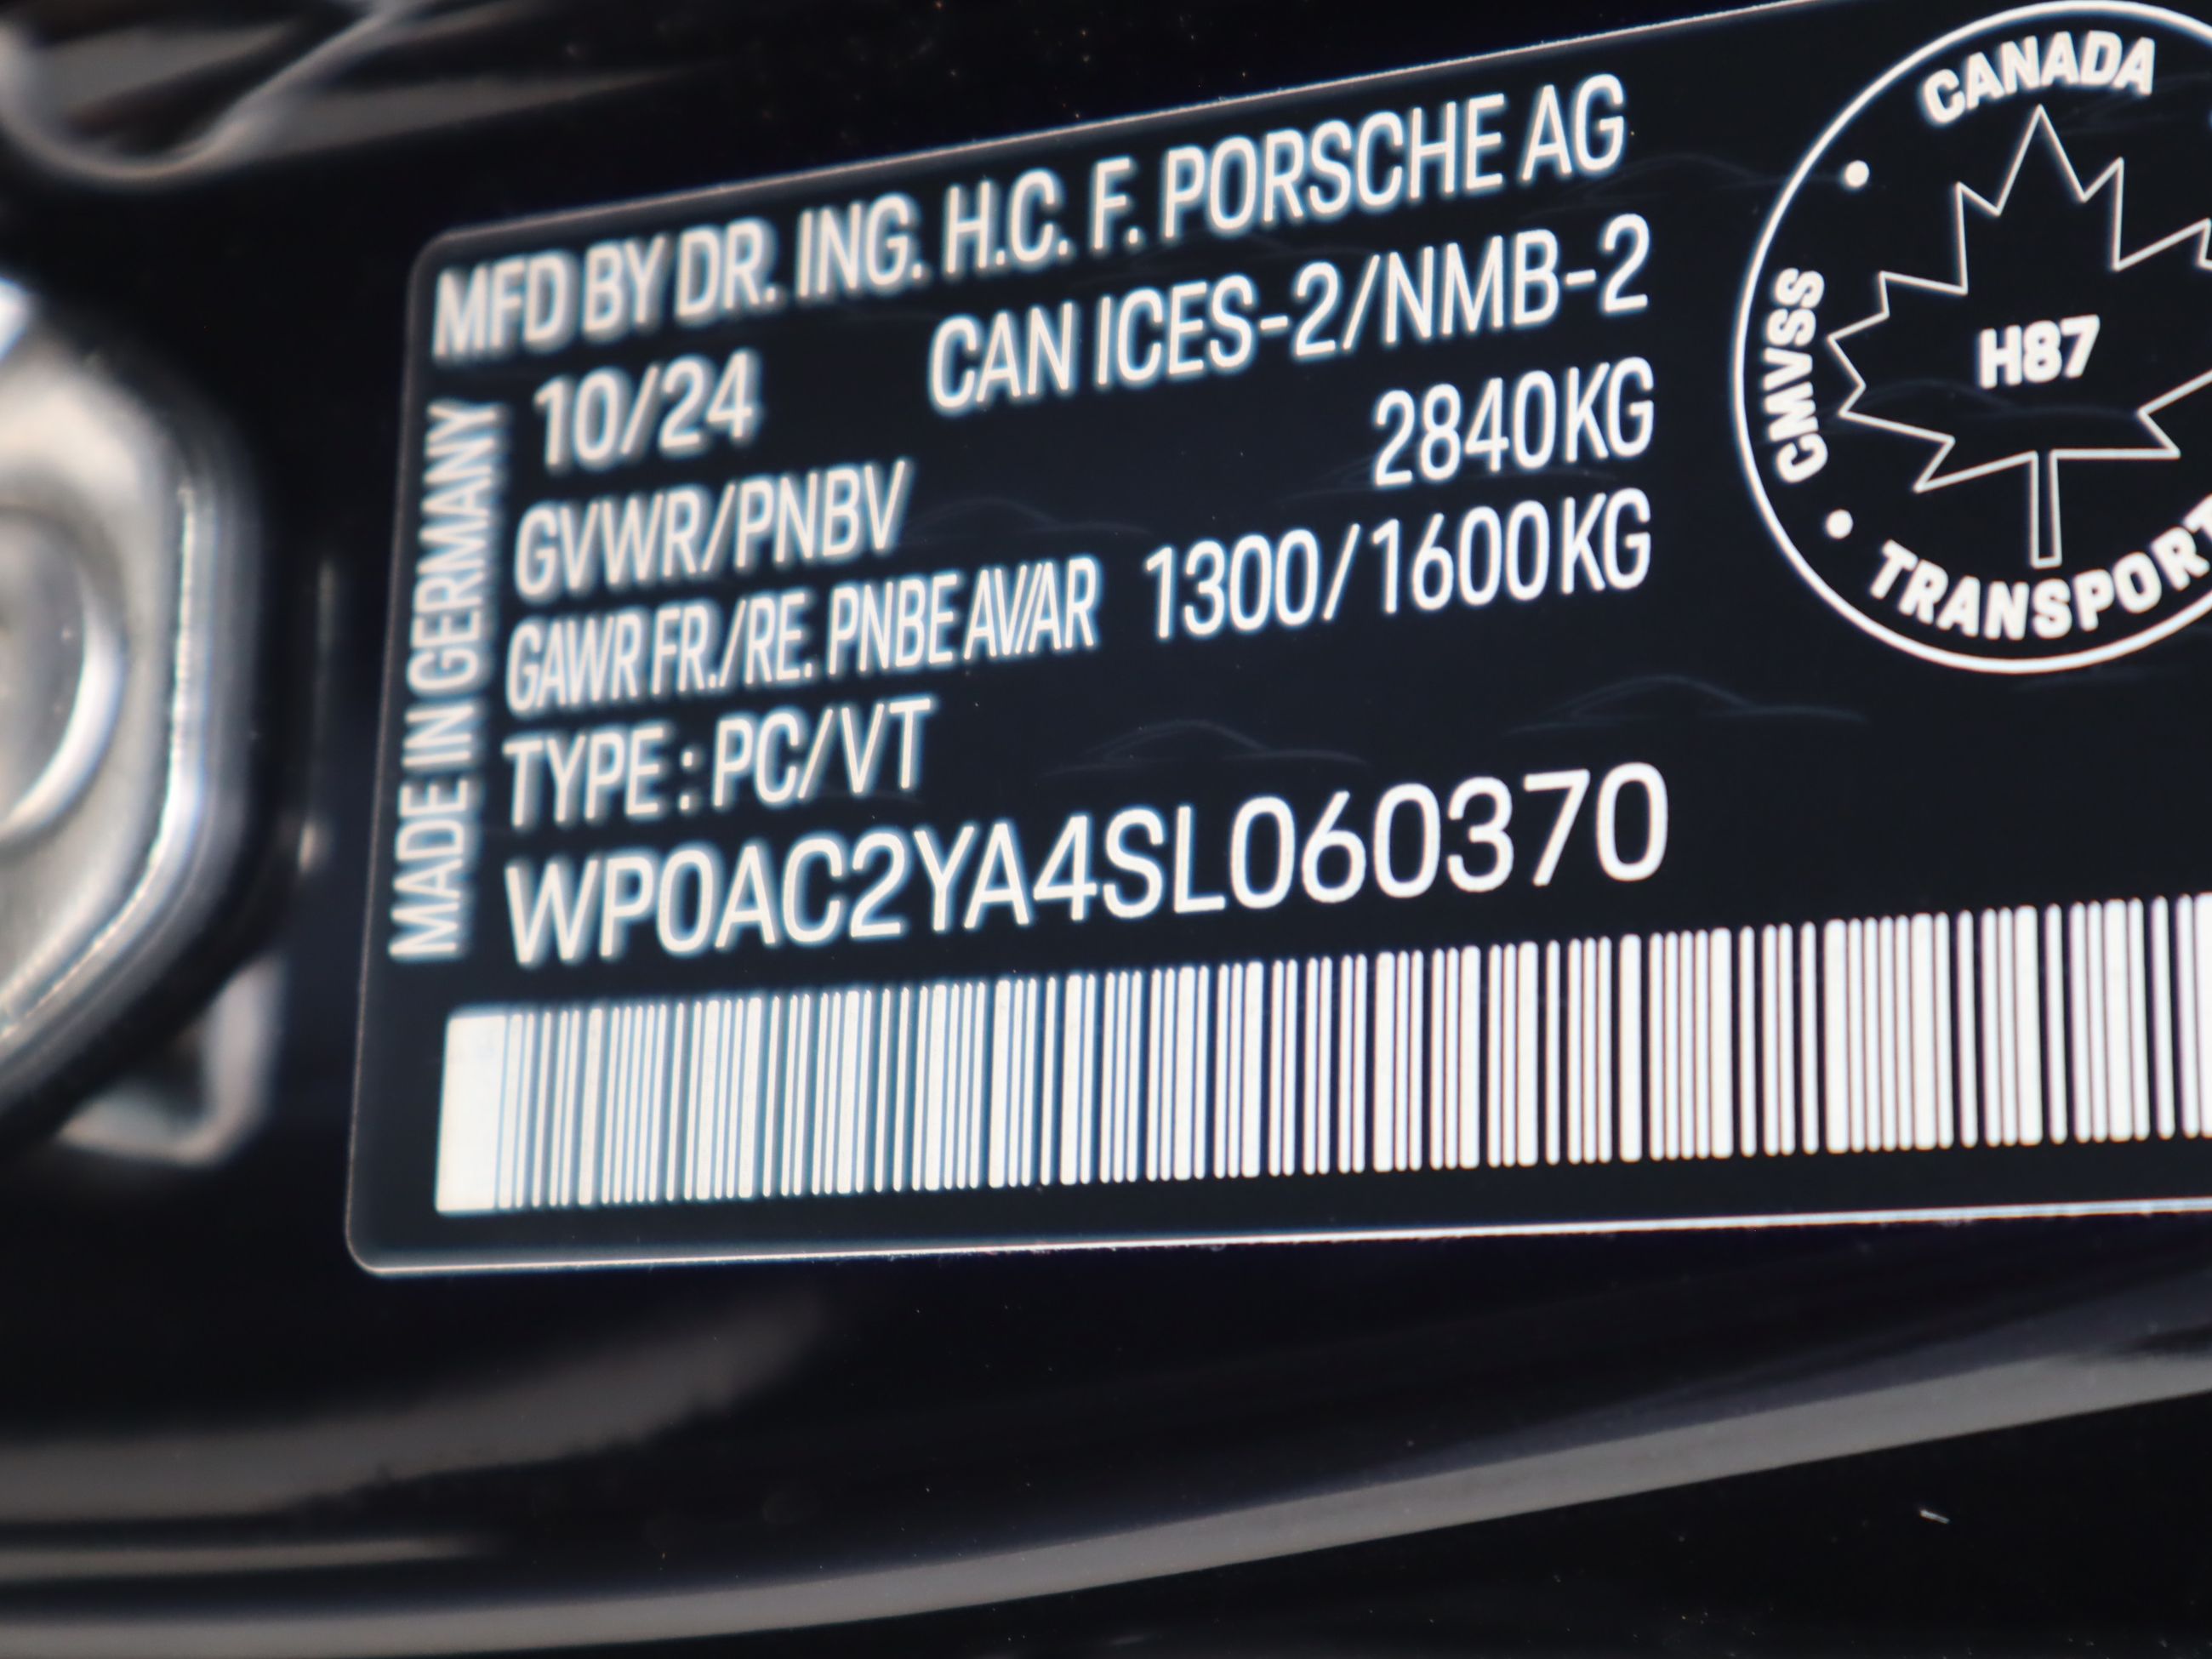 MFD BY DR. ING. H.C. F. PORSCHE AG
10/24 CAN ICES-2/NMB-2
GVWR/PNBV 2840KG
GAWR FR./RE. PNBE AV/AR 1300/1600KG
TYPE : PC/VT
WP0AC2YA4SL060370
MADE IN GERMANY
CANADA
CMVSS
H87
TRANSPORT